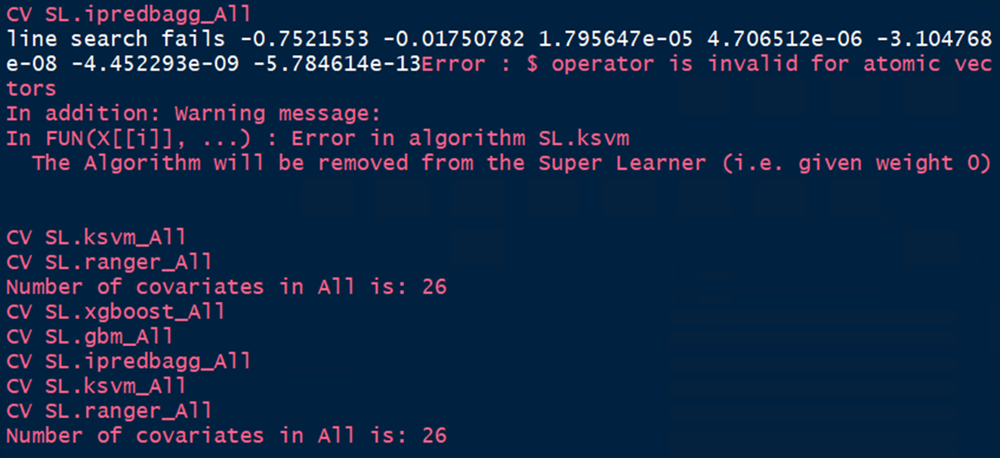 CV SL.ipredbagg_All
line search fails -0.7521553 -0.01750782 1.795647e-05 4.706512e-06 -3.104768
e-08 -4.452293e-09 -5.784614e-13Error : $ operator is invalid for atomic vec
tors
In addition: Warning message:
In FUN(X[[i]], ...) : Error in algorithm SL.ksvm
  The Algorithm will be removed from the Super Learner (i.e. given weight 0)
CV SL.ksvm_All
CV SL.ranger_All
Number of covariates in All is: 26
CV SL.xgboost_All
CV SL.gbm_All
CV SL.ipredbagg_All
CV SL.ksvm_All
CV SL.ranger_All
Number of covariates in All is: 26